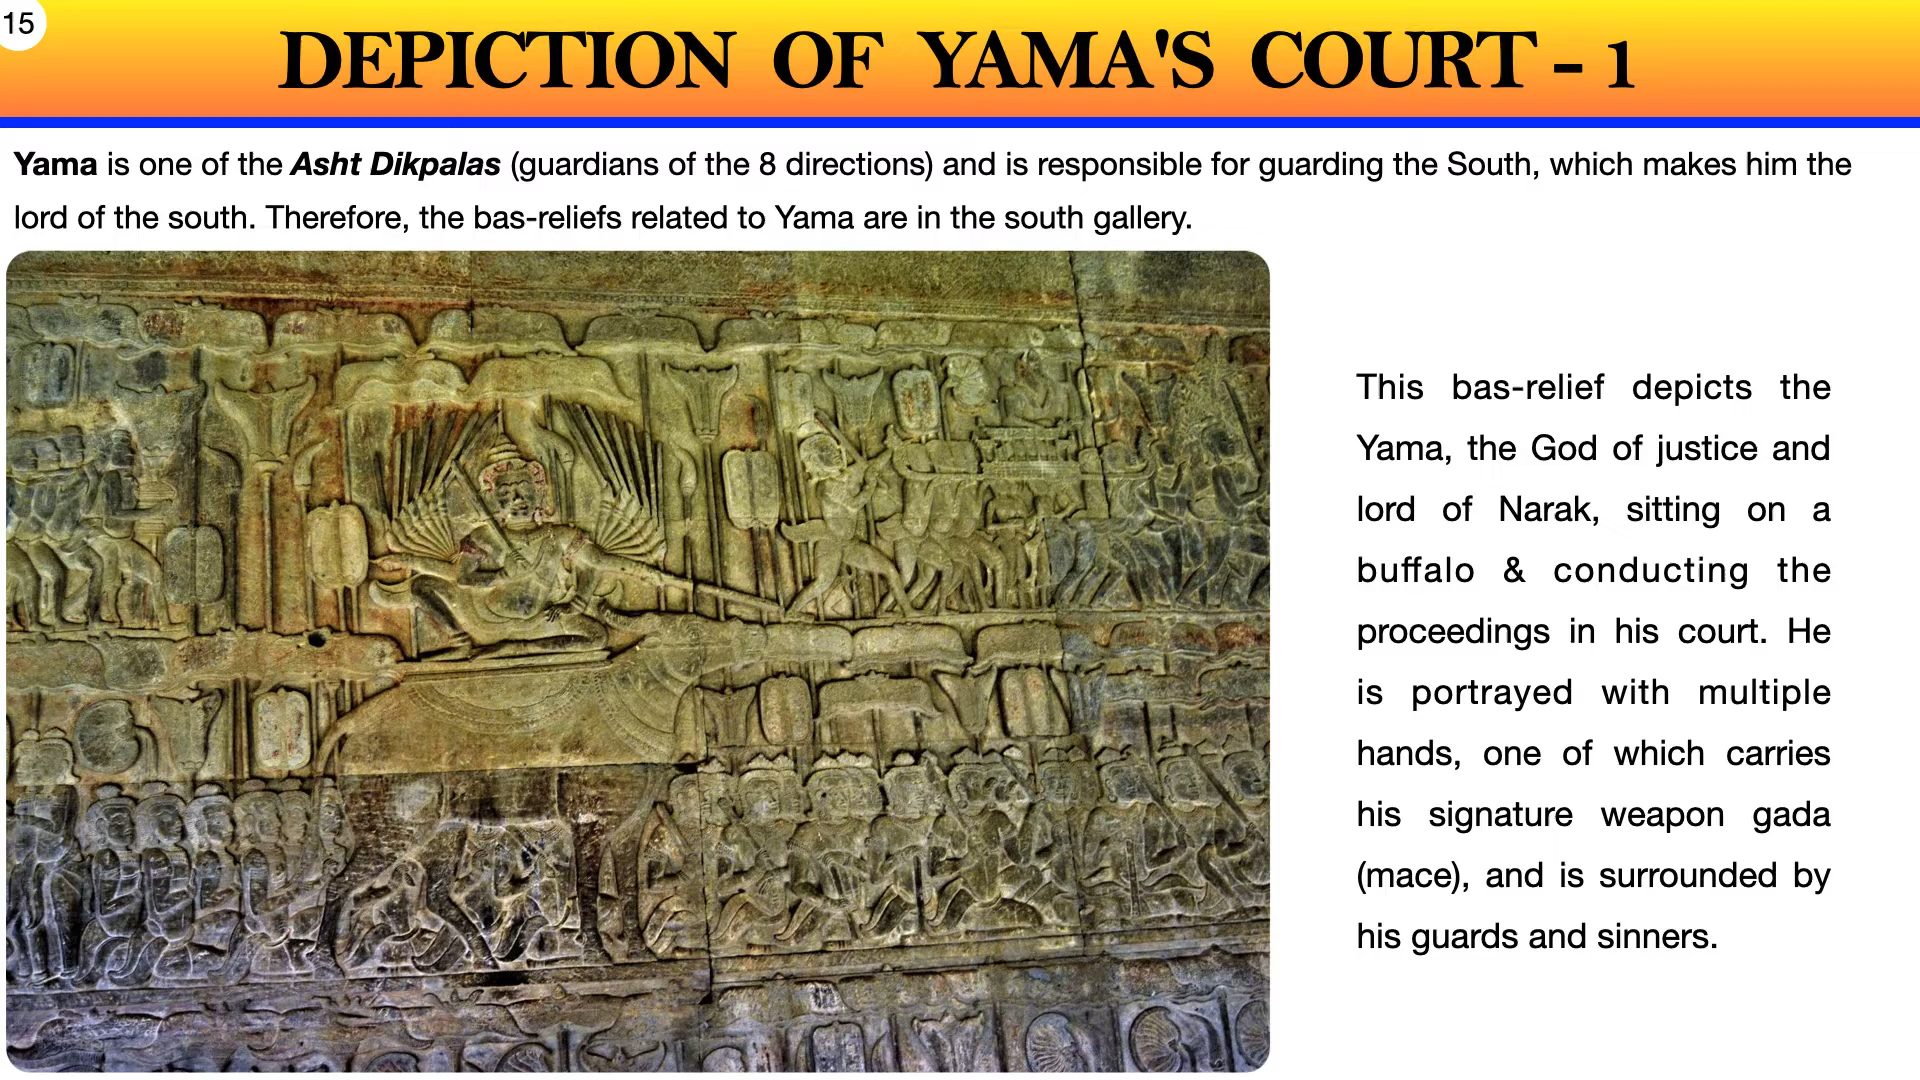 15
DEPICTION OF YAMA'S COURT - 1
Yama is one of the Asht Dikpalas (guardians of the 8 directions) and is responsible for guarding the South, which makes him the
lord of the south. Therefore, the bas-reliefs related to Yama are in the south gallery.
This bas-relief depicts the
Yama, the God of justice and
lord of Narak, sitting on a
buffalo & conducting the
proceedings in his court. He
is portrayed with multiple
hands, one of which carries
his signature weapon gada
(mace), and is surrounded by
his guards and sinners.